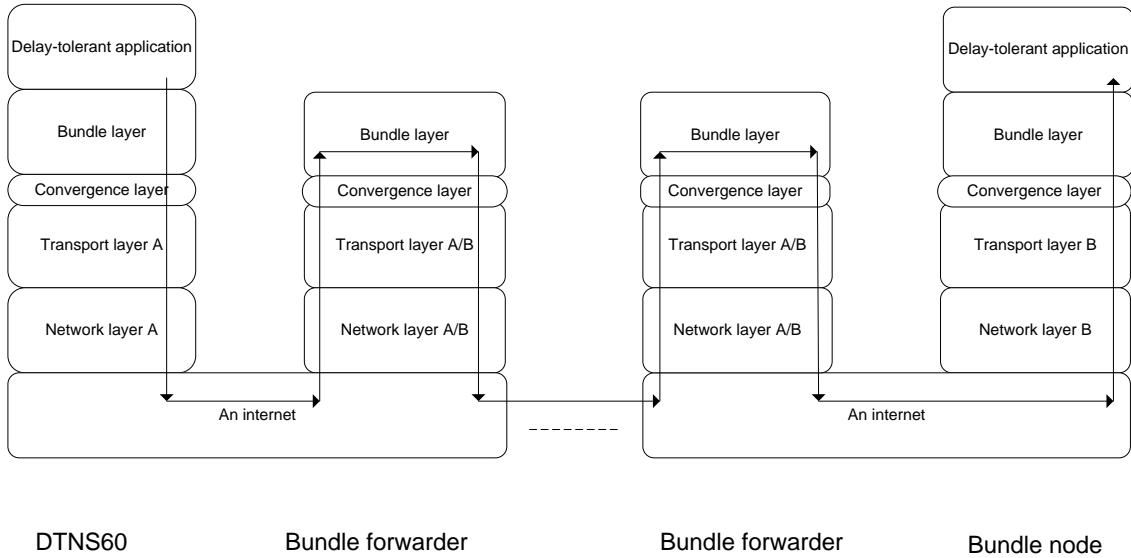 Delay-tolerant application
Delay-tolerant application
Bundle layer
Bundle layer
Bundle layer
Bundle layer
Convergence layer
Convergence layer
Convergence layer
Convergence layer
Transport layer A
Transport layer A/B
Transport layer A/B
Transport layer B
Network layer A
Network layer A/B
Network layer A/B
Network layer B
An internet
An internet
DTNS60
Bundle forwarder
Bundle forwarder
Bundle node